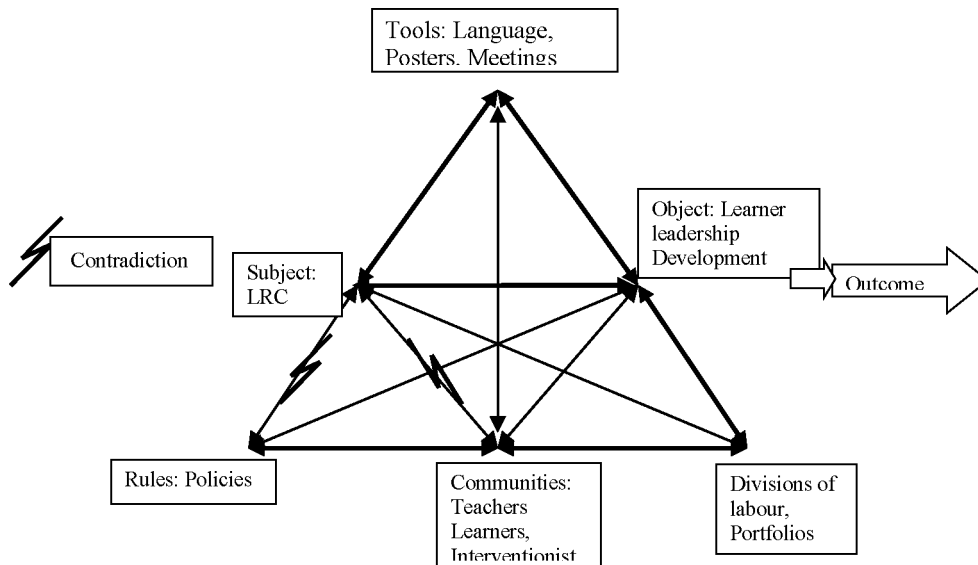 Tools: Language,
Posters, Meetings
Object: Learner
leadership
Development
Contradiction
Subject:
LRC
Outcome
Rules: Policies
Communities:
Teachers
Learners,
Interventionist
Divisions of
labour,
Portfolios